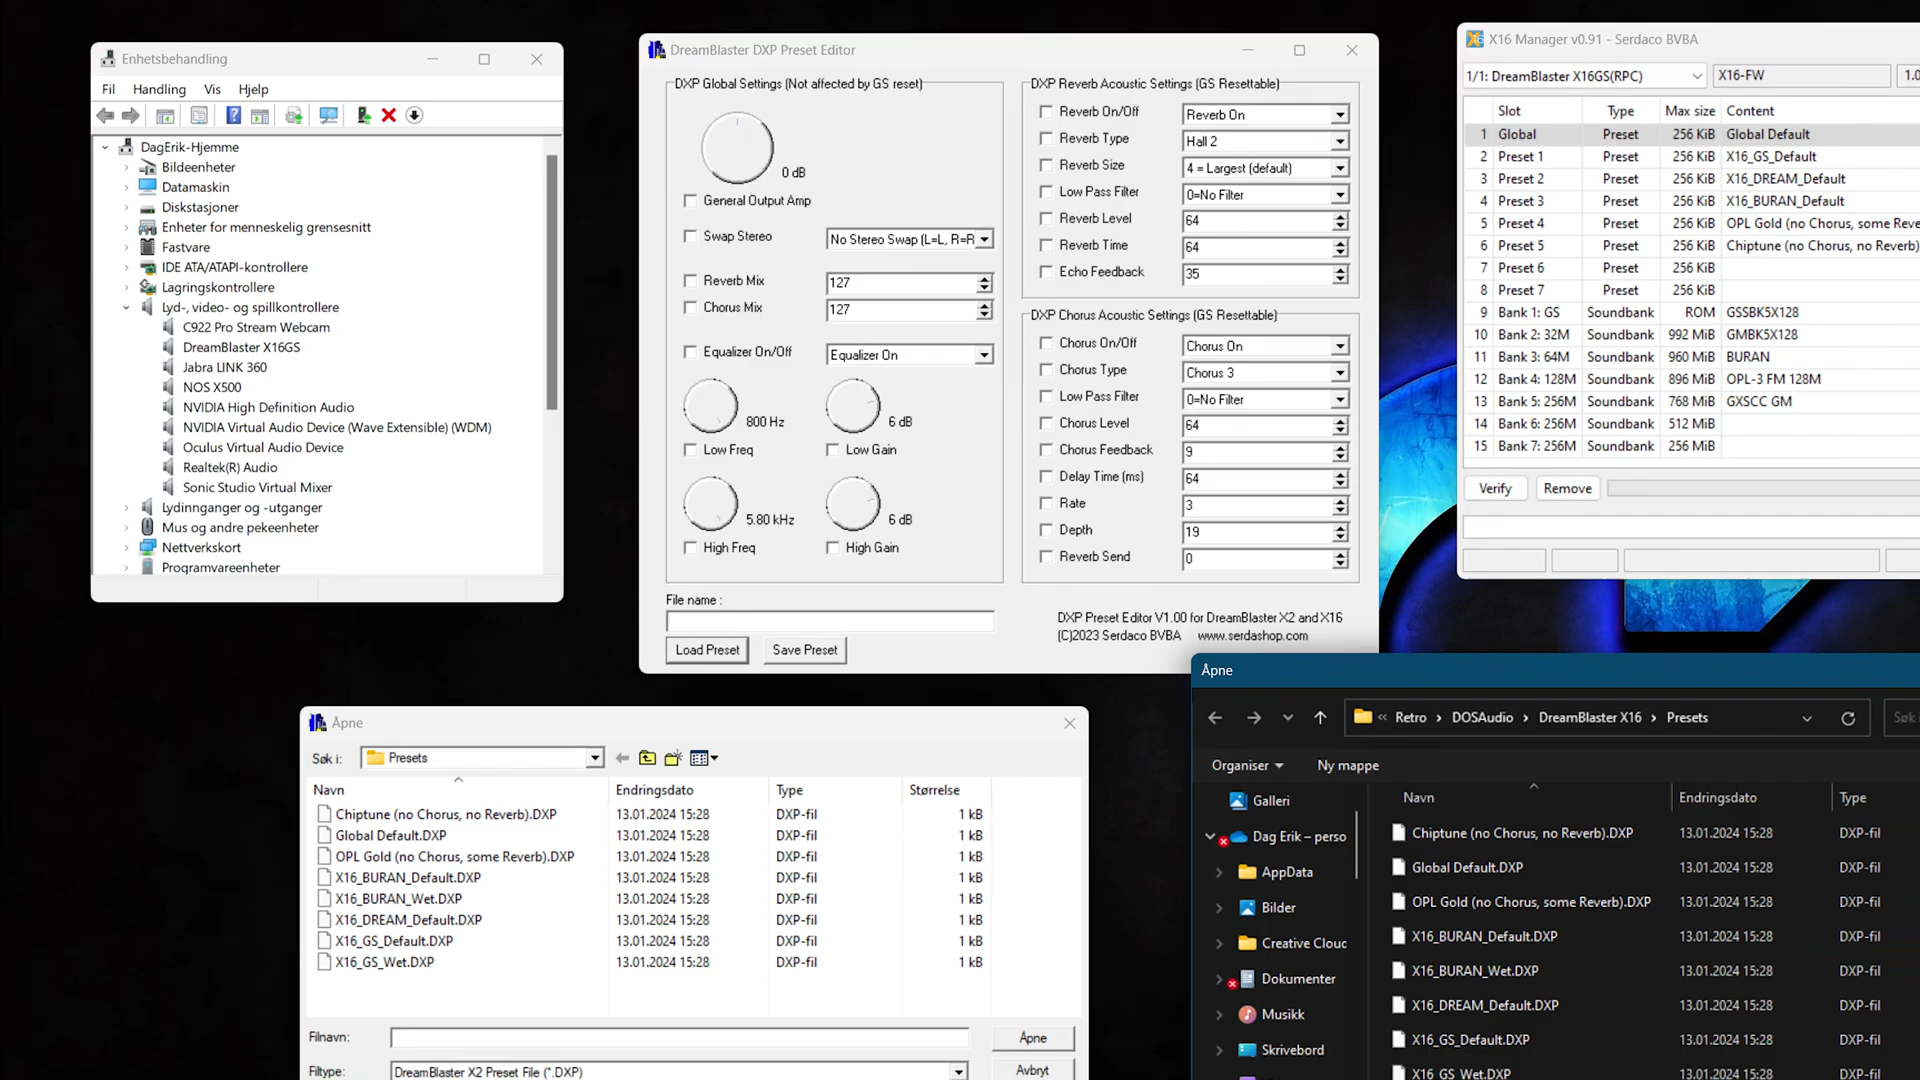 Enhetsbehandling
Fil Handling Vis Hjelp
DagErik-Hjemme
Bildeenheter
Datamaskin
Diskstasjoner
Enheter for menneskelig grensesnitt
Fastvare
IDE ATA/ATAPI-kontrollere
Lagringskontrollere
Lyd-, video- og spillkontrollere
C922 Pro Stream Webcam
DreamBlaster X16GS
Jabra LINK 360
NOS X500
NVIDIA High Definition Audio
NVIDIA Virtual Audio Device (Wave Extensible) (WDM)
Oculus Virtual Audio Device
Realtek(R) Audio
Sonic Studio Virtual Mixer
Lydinnganger og -utganger
Mus og andre pekeenheter
Nettverkskort
Programvareenheter
DreamBlaster DXP Preset Editor
DXP Global Settings (Not affected by GS reset)
0 dB
General Output Amp
Swap Stereo No Stereo Swap (L=L, R=R
Reverb Mix 127
Chorus Mix 127
Equalizer On/Off Equalizer On
800 Hz 6 dB
Low Freq Low Gain
5.80 kHz 6 dB
High Freq High Gain
DXP Reverb Acoustic Settings (GS Resettable)
Reverb On/Off Reverb On
Reverb Type Hall 2
Reverb Size 4 = Largest (default)
Low Pass Filter 0=No Filter
Reverb Level 64
Reverb Time 64
Echo Feedback 35
DXP Chorus Acoustic Settings (GS Resettable)
Chorus On/Off Chorus On
Chorus Type Chorus 3
Low Pass Filter 0=No Filter
Chorus Level 64
Chorus Feedback 9
Delay Time (ms) 64
Rate 3
Depth 19
Reverb Send 0
File name :
Load Preset Save Preset
DXP Preset Editor V1.00 for DreamBlaster X2 and X16
(C)2023 Serdaco BVBA www.serdashop.com
X16 Manager v0.91 - Serdaco BVBA
1/1: DreamBlaster X16GS(RPC) X16-FW 1.0
Slot Type Max size Content
1 Global Preset 256 KiB Global Default
2 Preset 1 Preset 256 KiB X16_GS_Default
3 Preset 2 Preset 256 KiB X16_DREAM_Default
4 Preset 3 Preset 256 KiB X16_BURAN_Default
5 Preset 4 Preset 256 KiB OPL Gold (no Chorus, some Reve
6 Preset 5 Preset 256 KiB Chiptune (no Chorus, no Reverb)
7 Preset 6 Preset 256 KiB
8 Preset 7 Preset 256 KiB
9 Bank 1: GS Soundbank ROM GSSBK5X128
10 Bank 2: 32M Soundbank 992 MiB GMBK5X128
11 Bank 3: 64M Soundbank 960 MiB BURAN
12 Bank 4: 128M Soundbank 896 MiB OPL-3 FM 128M
13 Bank 5: 256M Soundbank 768 MiB GXSCC GM
14 Bank 6: 256M Soundbank 512 MiB
15 Bank 7: 256M Soundbank 256 MiB
Verify Remove
Åpne
Søk i: Presets
Navn Endringsdato Type Størrelse
Chiptune (no Chorus, no Reverb).DXP 13.01.2024 15:28 DXP-fil 1 kB
Global Default.DXP 13.01.2024 15:28 DXP-fil 1 kB
OPL Gold (no Chorus, some Reverb).DXP 13.01.2024 15:28 DXP-fil 1 kB
X16_BURAN_Default.DXP 13.01.2024 15:28 DXP-fil 1 kB
X16_BURAN_Wet.DXP 13.01.2024 15:28 DXP-fil 1 kB
X16_DREAM_Default.DXP 13.01.2024 15:28 DXP-fil 1 kB
X16_GS_Default.DXP 13.01.2024 15:28 DXP-fil 1 kB
X16_GS_Wet.DXP 13.01.2024 15:28 DXP-fil 1 kB
Filnavn: Åpne
Filtype: DreamBlaster X2 Preset File (*.DXP) Avbryt
Åpne
« Retro › DOSAudio › DreamBlaster X16 › Presets Søk i
Organiser Ny mappe
Galleri
Dag Erik – perso
AppData
Bilder
Creative Clouc
Dokumenter
Musikk
Skrivebord
Navn Endringsdato Type
Chiptune (no Chorus, no Reverb).DXP 13.01.2024 15:28 DXP-fil
Global Default.DXP 13.01.2024 15:28 DXP-fil
OPL Gold (no Chorus, some Reverb).DXP 13.01.2024 15:28 DXP-fil
X16_BURAN_Default.DXP 13.01.2024 15:28 DXP-fil
X16_BURAN_Wet.DXP 13.01.2024 15:28 DXP-fil
X16_DREAM_Default.DXP 13.01.2024 15:28 DXP-fil
X16_GS_Default.DXP 13.01.2024 15:28 DXP-fil
X16_GS_Wet.DXP 13.01.2024 15:28 DXP-fil